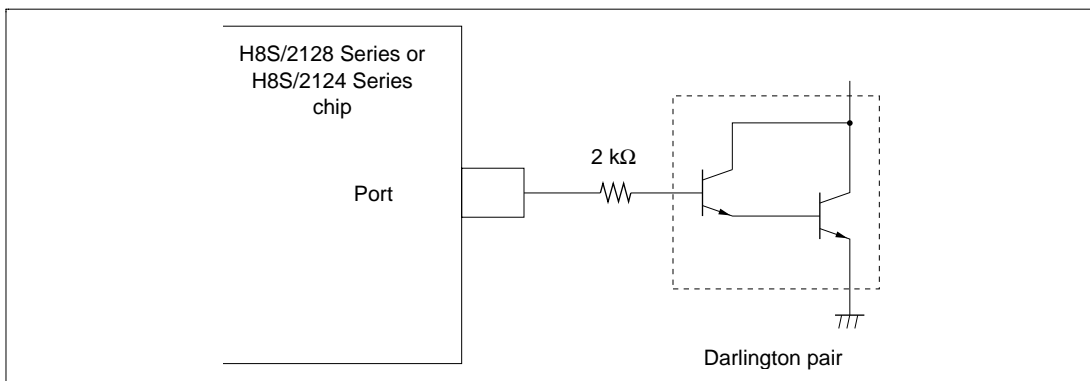 H8S/2128 Series or
H8S/2124 Series
chip
2 kΩ
Port
Darlington pair